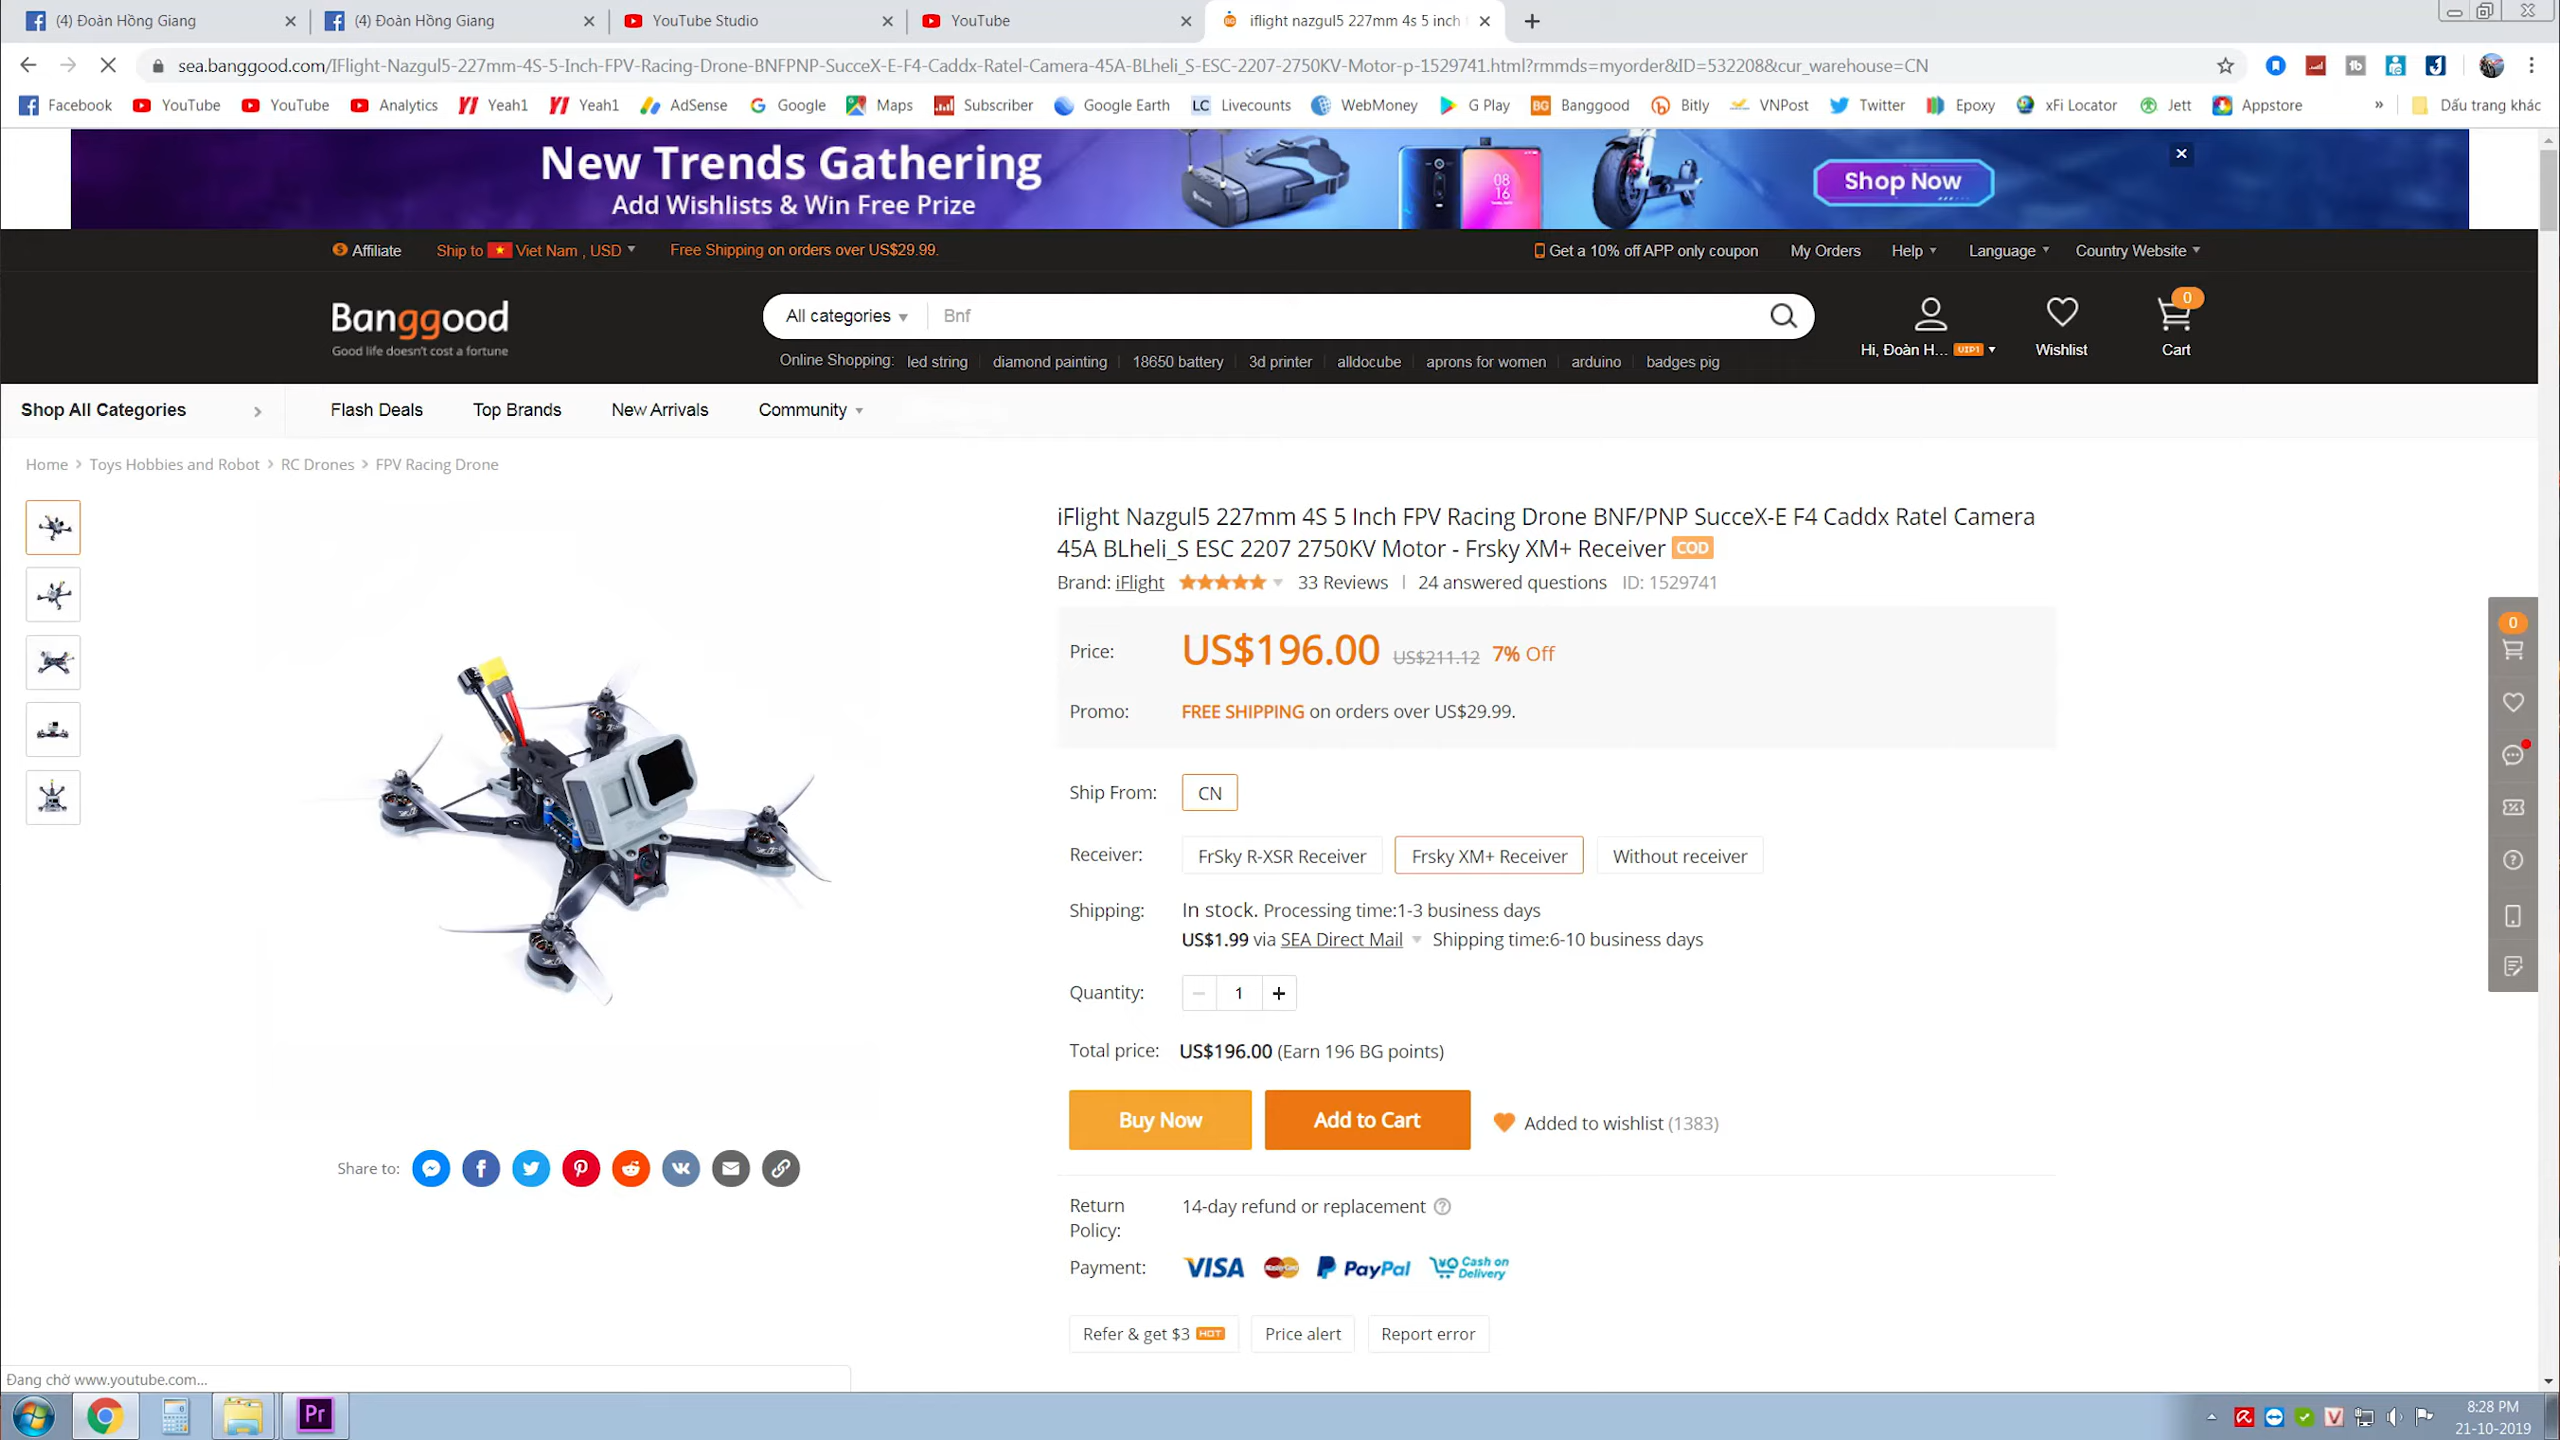 (4) Đoàn Hồng Giang
(4) Đoàn Hồng Giang
YouTube Studio
YouTube
iflight nazgul5 227mm 4s 5 inch
sea.banggood.com/IFlight-Nazgul5-227mm-4S-5-Inch-FPV-Racing-Drone-BNFPNP-SucceX-E-F4-Caddx-Ratel-Camera-45A-BLheli_S-ESC-2207-2750KV-Motor-p-1529741.html?rmmds=myorder&ID=532208&cur_warehouse=CN
Facebook YouTube YouTube Analytics Yeah1 Yeah1 AdSense Google Maps Subscriber Google Earth LC Livecounts WebMoney G Play BG Banggood Bitly VNPost Twitter Epoxy xFi Locator Jett Appstore » Dấu trang khác
New Trends Gathering
Add Wishlists & Win Free Prize
08
16
Shop Now
Affiliate Ship to Viet Nam , USD Free Shipping on orders over US$29.99. Get a 10% off APP only coupon My Orders Help Language Country Website
Banggood
Good life doesn't cost a fortune
All categories Bnf
Online Shopping: led string diamond painting 18650 battery 3d printer alldocube aprons for women arduino badges pig
Hi, Đoàn H... VIP1
Wishlist
0
Cart
Shop All Categories Flash Deals Top Brands New Arrivals Community
Home > Toys Hobbies and Robot > RC Drones > FPV Racing Drone
iFlight Nazgul5 227mm 4S 5 Inch FPV Racing Drone BNF/PNP SucceX-E F4 Caddx Ratel Camera
45A BLheli_S ESC 2207 2750KV Motor - Frsky XM+ Receiver COD
Brand: iFlight 33 Reviews 24 answered questions ID: 1529741
Price: US$196.00 US$211.12 7% Off
Promo: FREE SHIPPING on orders over US$29.99.
Ship From: CN
Receiver: FrSky R-XSR Receiver Frsky XM+ Receiver Without receiver
Shipping: In stock. Processing time:1-3 business days
US$1.99 via SEA Direct Mail Shipping time:6-10 business days
Quantity: 1
Total price: US$196.00 (Earn 196 BG points)
Buy Now Add to Cart Added to wishlist (1383)
Share to:
Return Policy: 14-day refund or replacement
Payment: VISA MasterCard PayPal Cash on Delivery
Refer & get $3 HOT Price alert Report error
0
Đang chờ www.youtube.com...
Pr
8:28 PM
21-10-2019